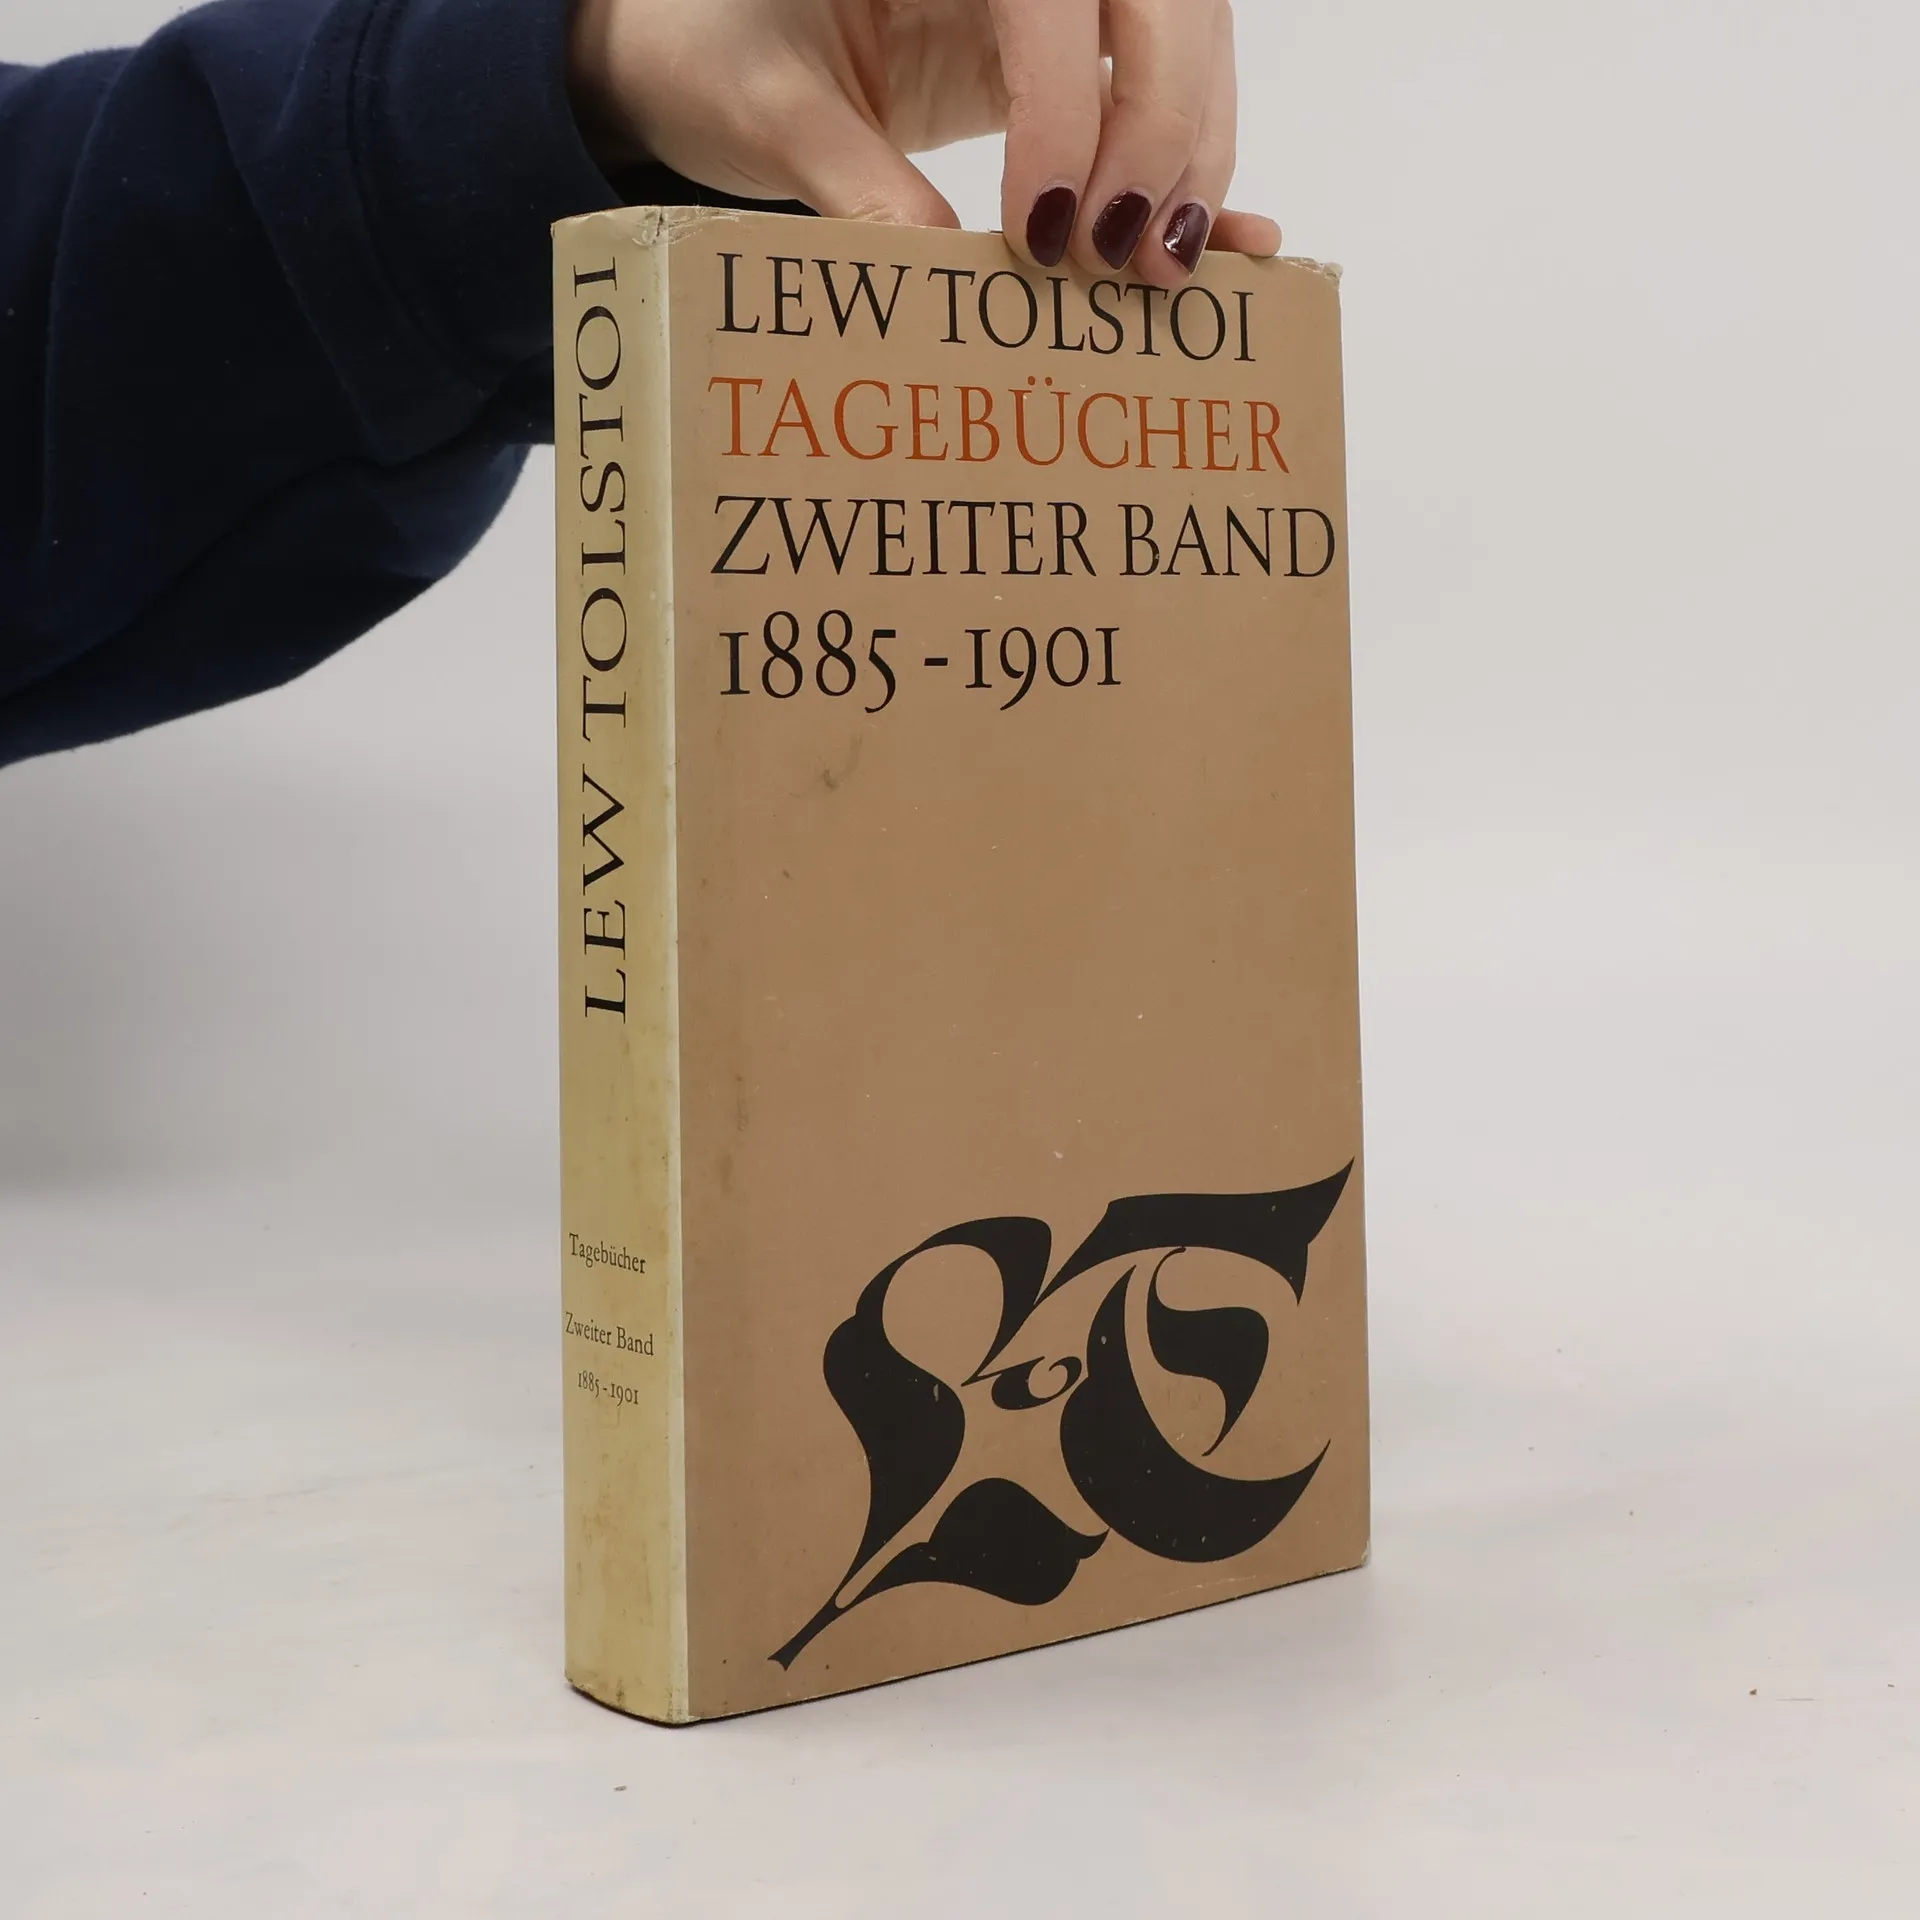 LEW TOLSTOI
TAGEBÜCHER
ZWEITER BAND
1885-1901
LEW TOLSTOI
Tagebücher
Zweiter Band
1885-1901